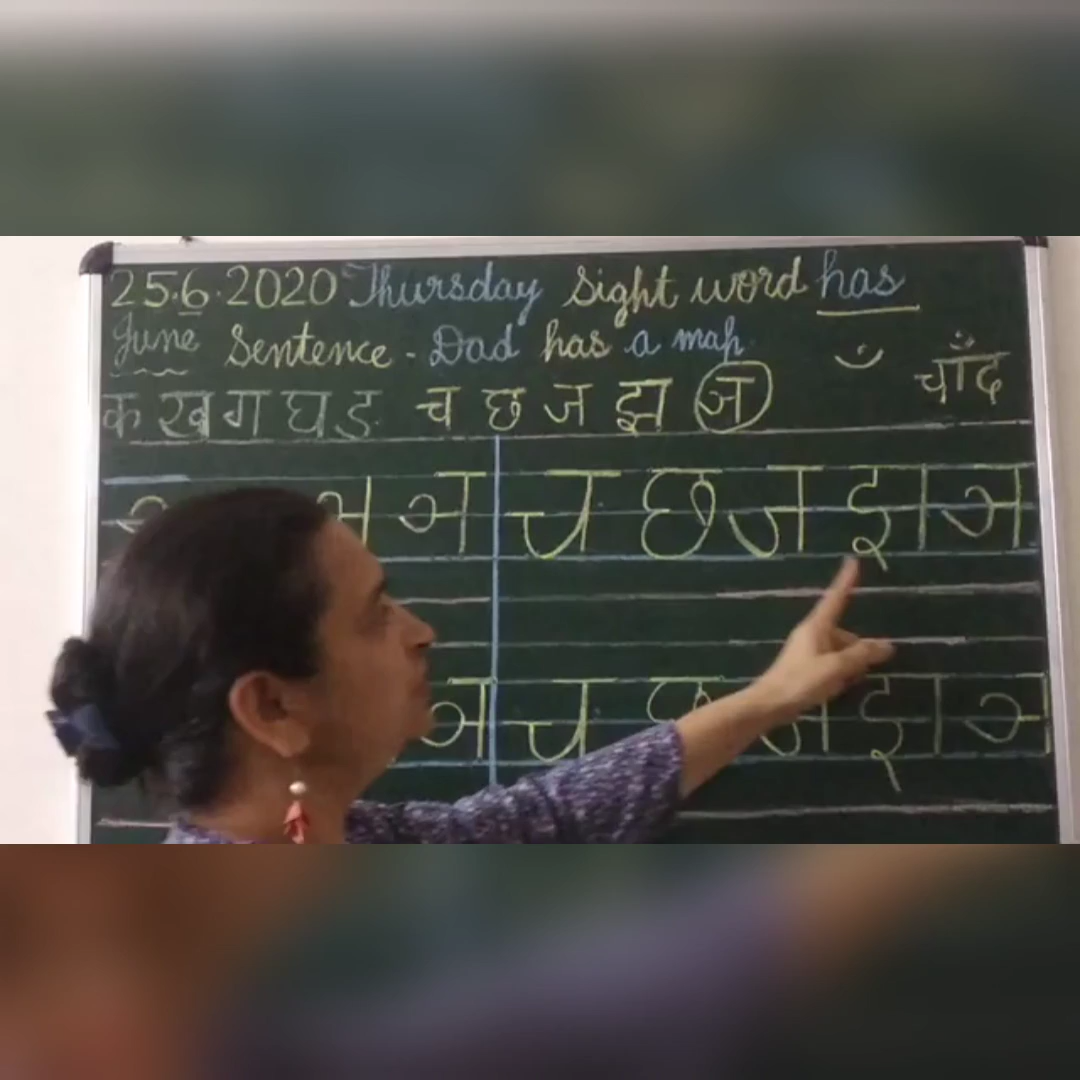 25.6.2020 Thursday Sight word has
June Sentence - Dad has a map.
ँ चाँद
क ख ग घ ङ च छ ज झ ञ
ञ ञ च छ ज झ ञ
ञ च छ ज झ ञ